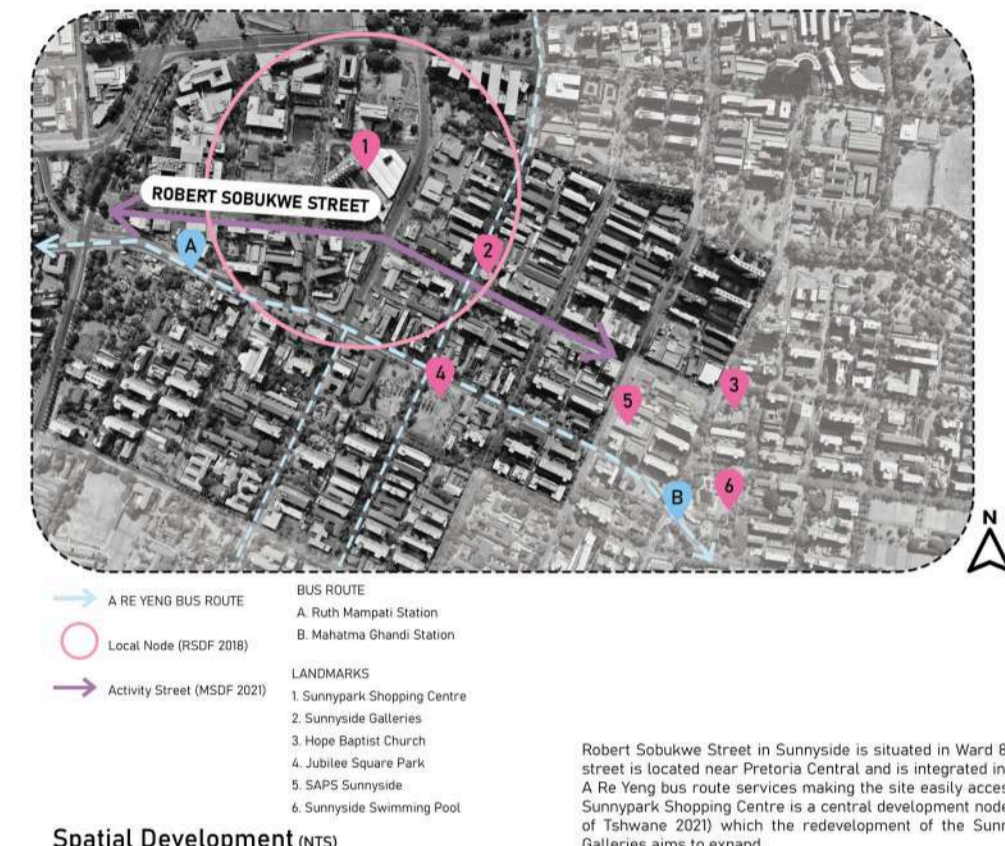 1
ROBERT SOBUKWE STREET
A
2
4
5
3
6
B
N
A RE YENG BUS ROUTE
Local Node (RSDF 2018)
Activity Street (MSDF 2021)
BUS ROUTE
A. Ruth Mampati Station
B. Mahatma Ghandi Station
LANDMARKS
1. Sunnypark Shopping Centre
2. Sunnyside Galleries
3. Hope Baptist Church
4. Jubilee Square Park
5. SAPS Sunnyside
6. Sunnyside Swimming Pool
Spatial Development (NTS)
Robert Sobukwe Street in Sunnyside is situated in Ward 8
street is located near Pretoria Central and is integrated in
A Re Yeng bus route services making the site easily acces
Sunnypark Shopping Centre is a central development node
of Tshwane 2021) which the redevelopment of the Sunn
Galleries aims to expand